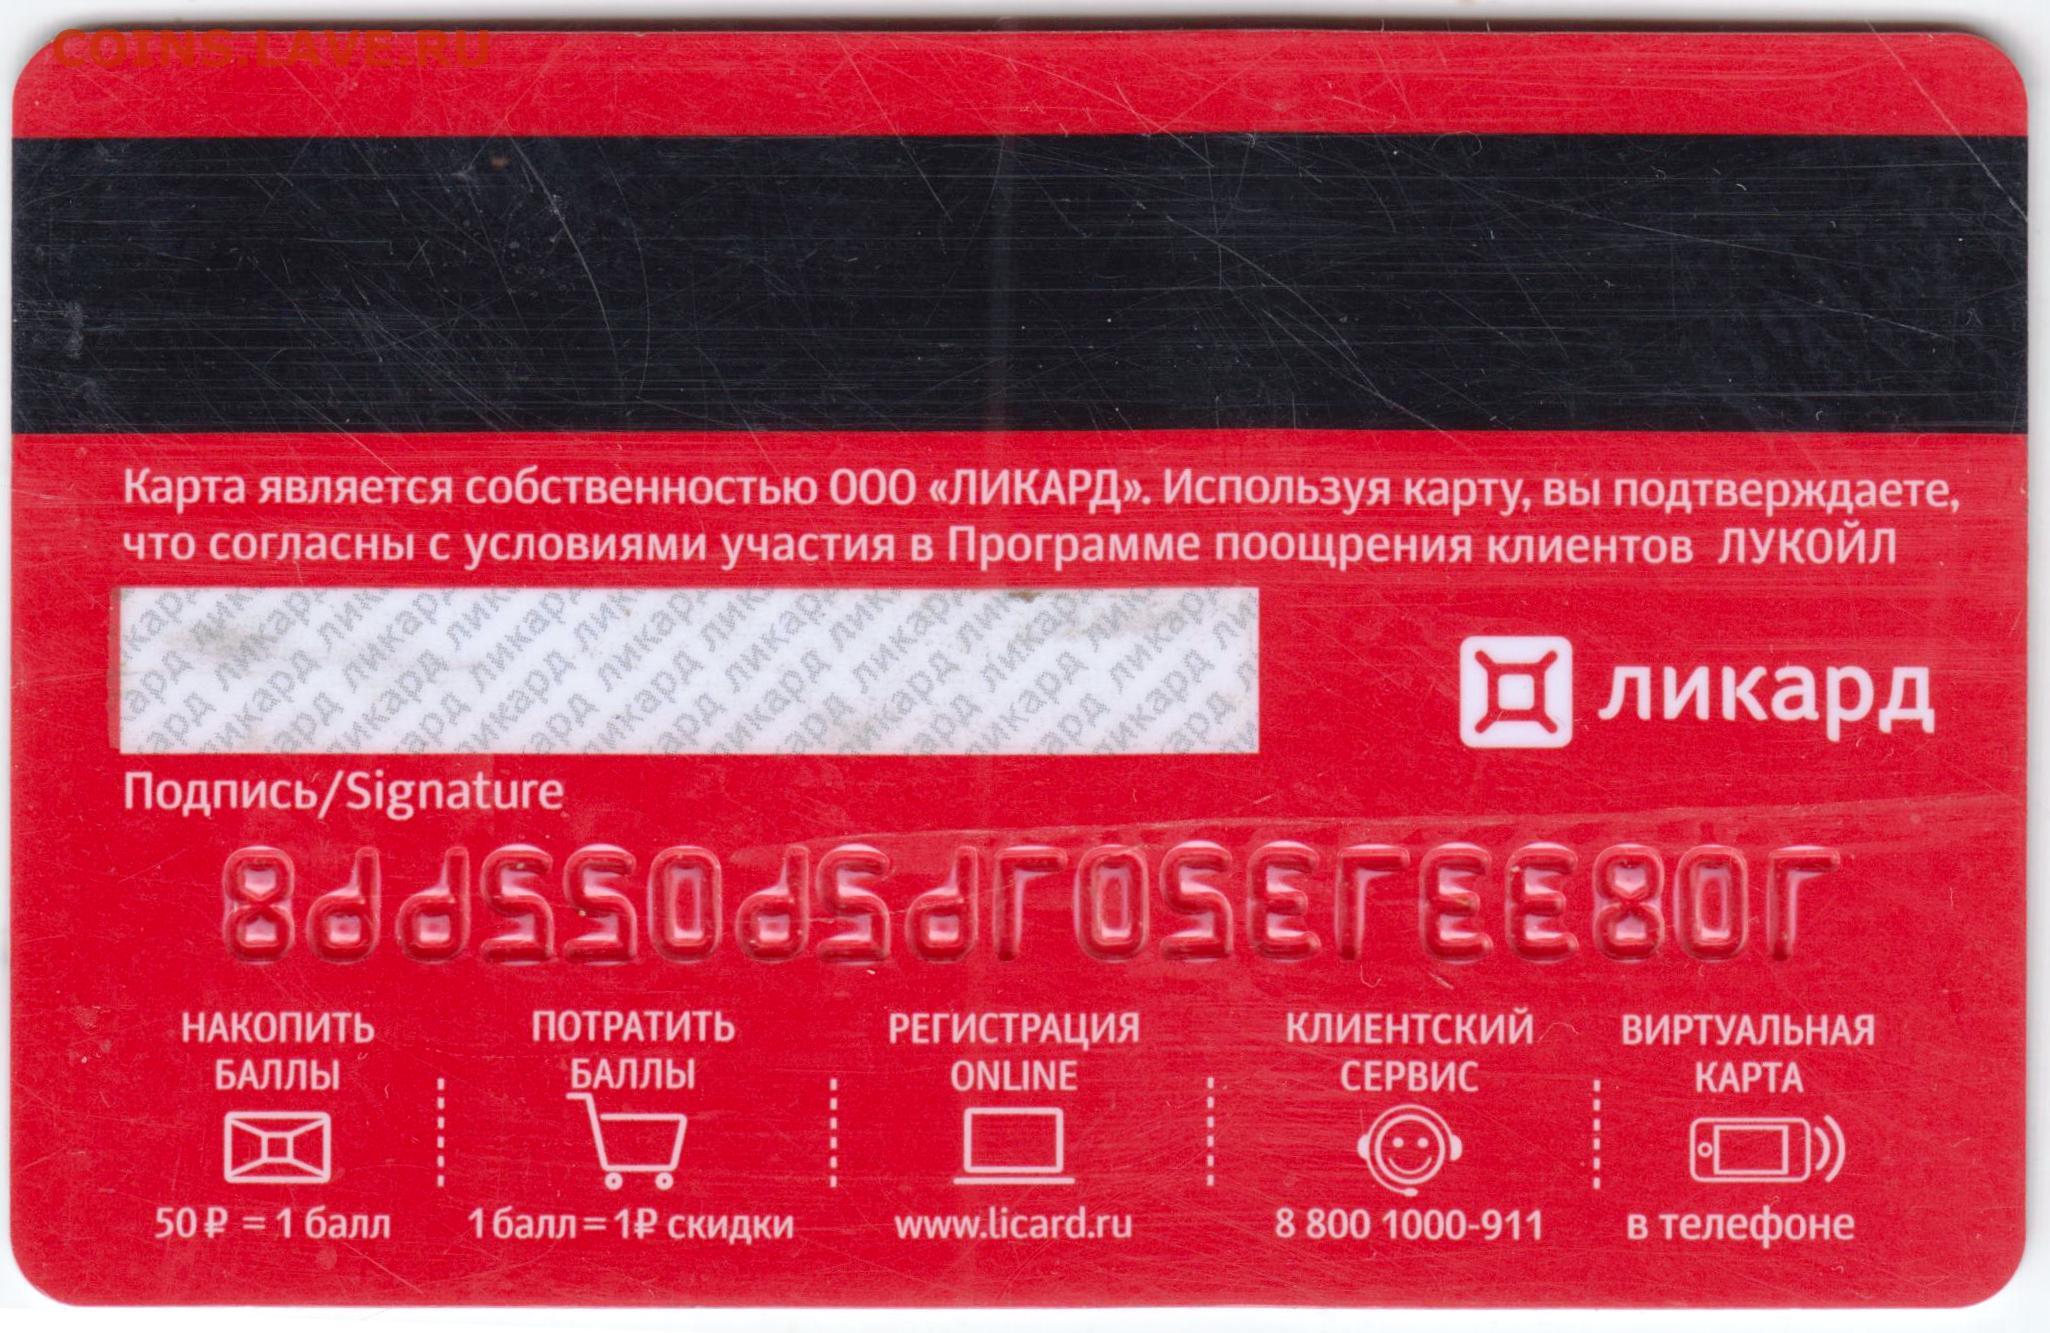 COINS.LAVE.RU
Карта является собственностью ООО «ЛИКАРД». Используя карту, вы подтверждаете,
что согласны с условиями участия в Программе поощрения клиентов ЛУКОЙЛ
ликард
Подпись/Signature
НАКОПИТЬ
БАЛЛЫ
50₽ = 1 балл
ПОТРАТИТЬ
БАЛЛЫ
1 балл = 1₽ скидки
РЕГИСТРАЦИЯ
ONLINE
www.licard.ru
КЛИЕНТСКИЙ
СЕРВИС
8 800 1000-911
ВИРТУАЛЬНАЯ
КАРТА
в телефоне